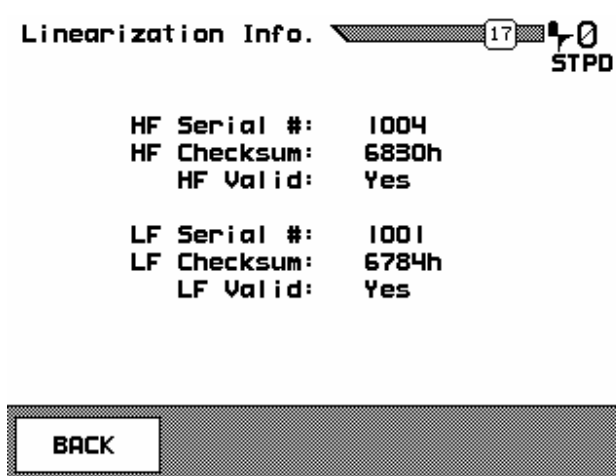 Linearization Info. 17 0
STPD
HF Serial #: 1004
HF Checksum: 6830h
HF Valid: Yes
LF Serial #: 1001
LF Checksum: 6784h
LF Valid: Yes
BACK